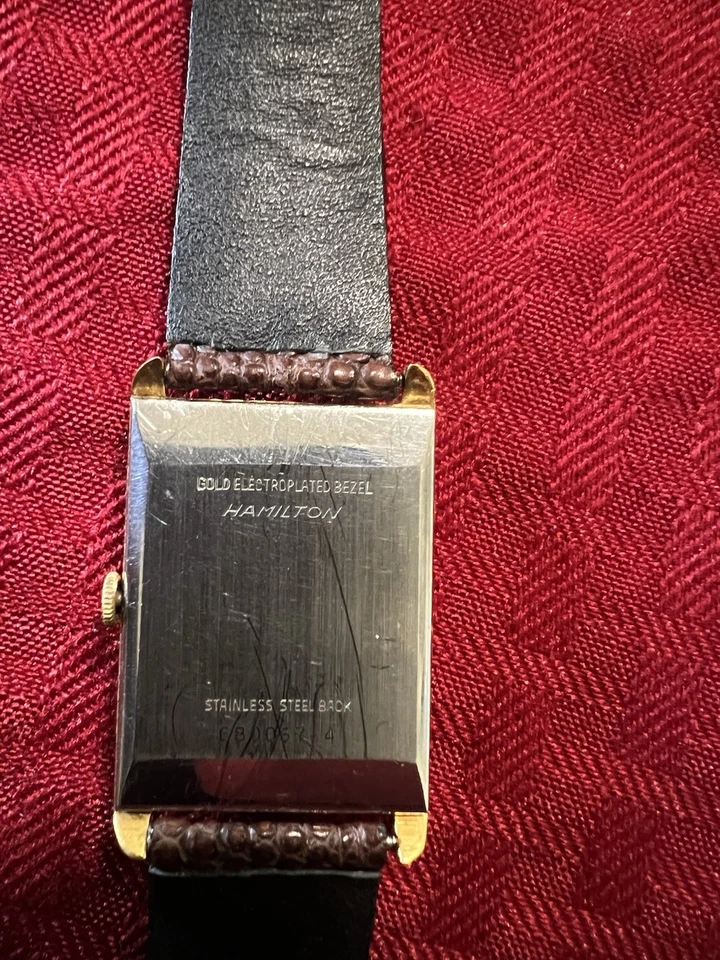 GOLD ELECTROPLATED BEZEL
HAMILTON
STAINLESS STEEL BACK